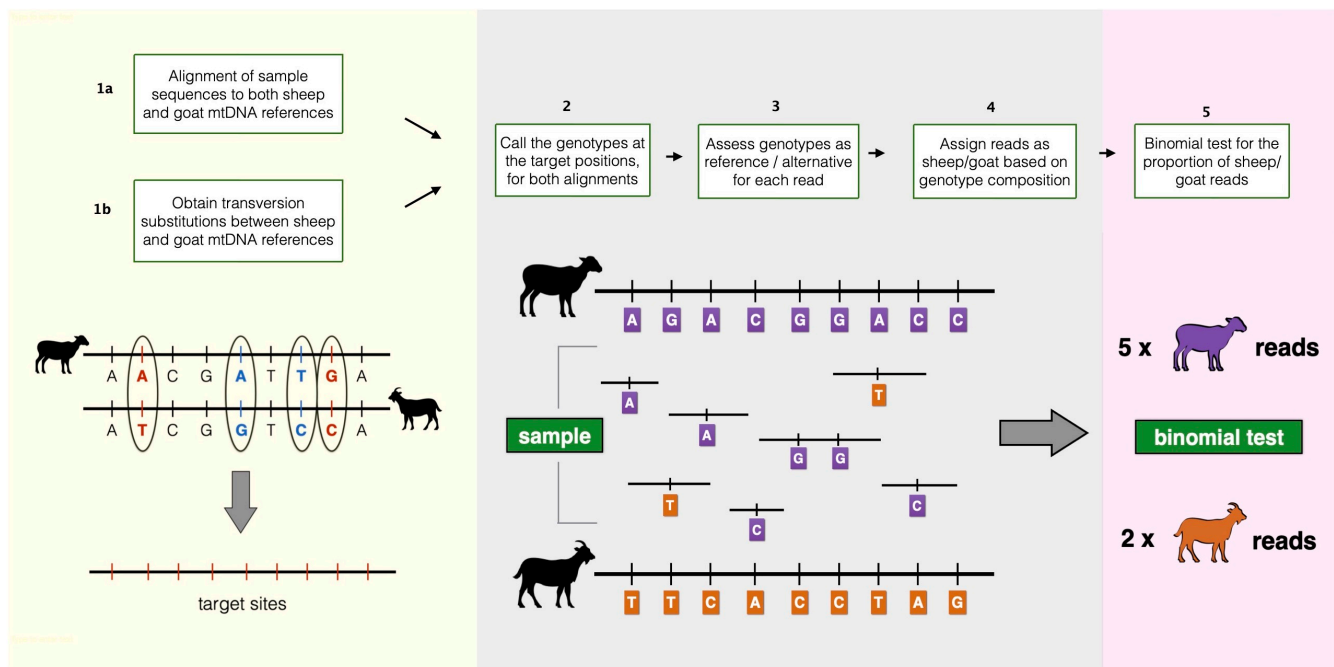 1a
Alignment of sample
sequences to both sheep
and goat mtDNA references
1b
Obtain transversion
substitutions between sheep
and goat mtDNA references
A A C G A T T G A
A T C G G T C C A
target sites
2
Call the genotypes at
the target positions,
for both alignments
3
Assess genotypes as
reference / alternative
for each read
4
Assign reads as
sheep/goat based on
genotype composition
A G A C G G A C C
T
A
A
sample
G G
T
C
C
T T C A C C T A G
5
Binomial test for the
proportion of sheep/
goat reads
5 x reads
binomial test
2 x reads